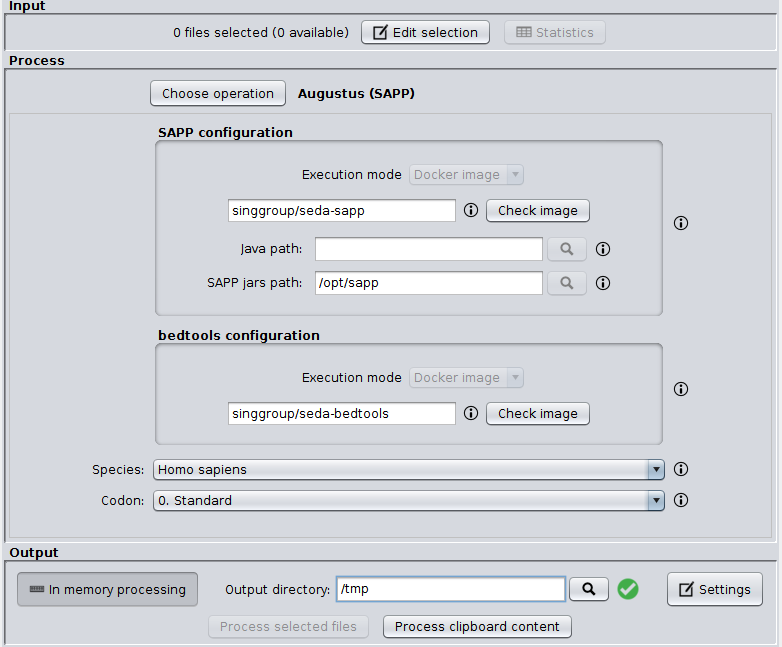 Input
0 files selected (0 available) Edit selection Statistics
Process
Choose operation Augustus (SAPP)
SAPP configuration
Execution mode Docker image
singgroup/seda-sapp Check image
Java path:
SAPP jars path: /opt/sapp
bedtools configuration
Execution mode Docker image
singgroup/seda-bedtools Check image
Species: Homo sapiens
Codon: 0. Standard
Output
In memory processing Output directory: /tmp Settings
Process selected files Process clipboard content